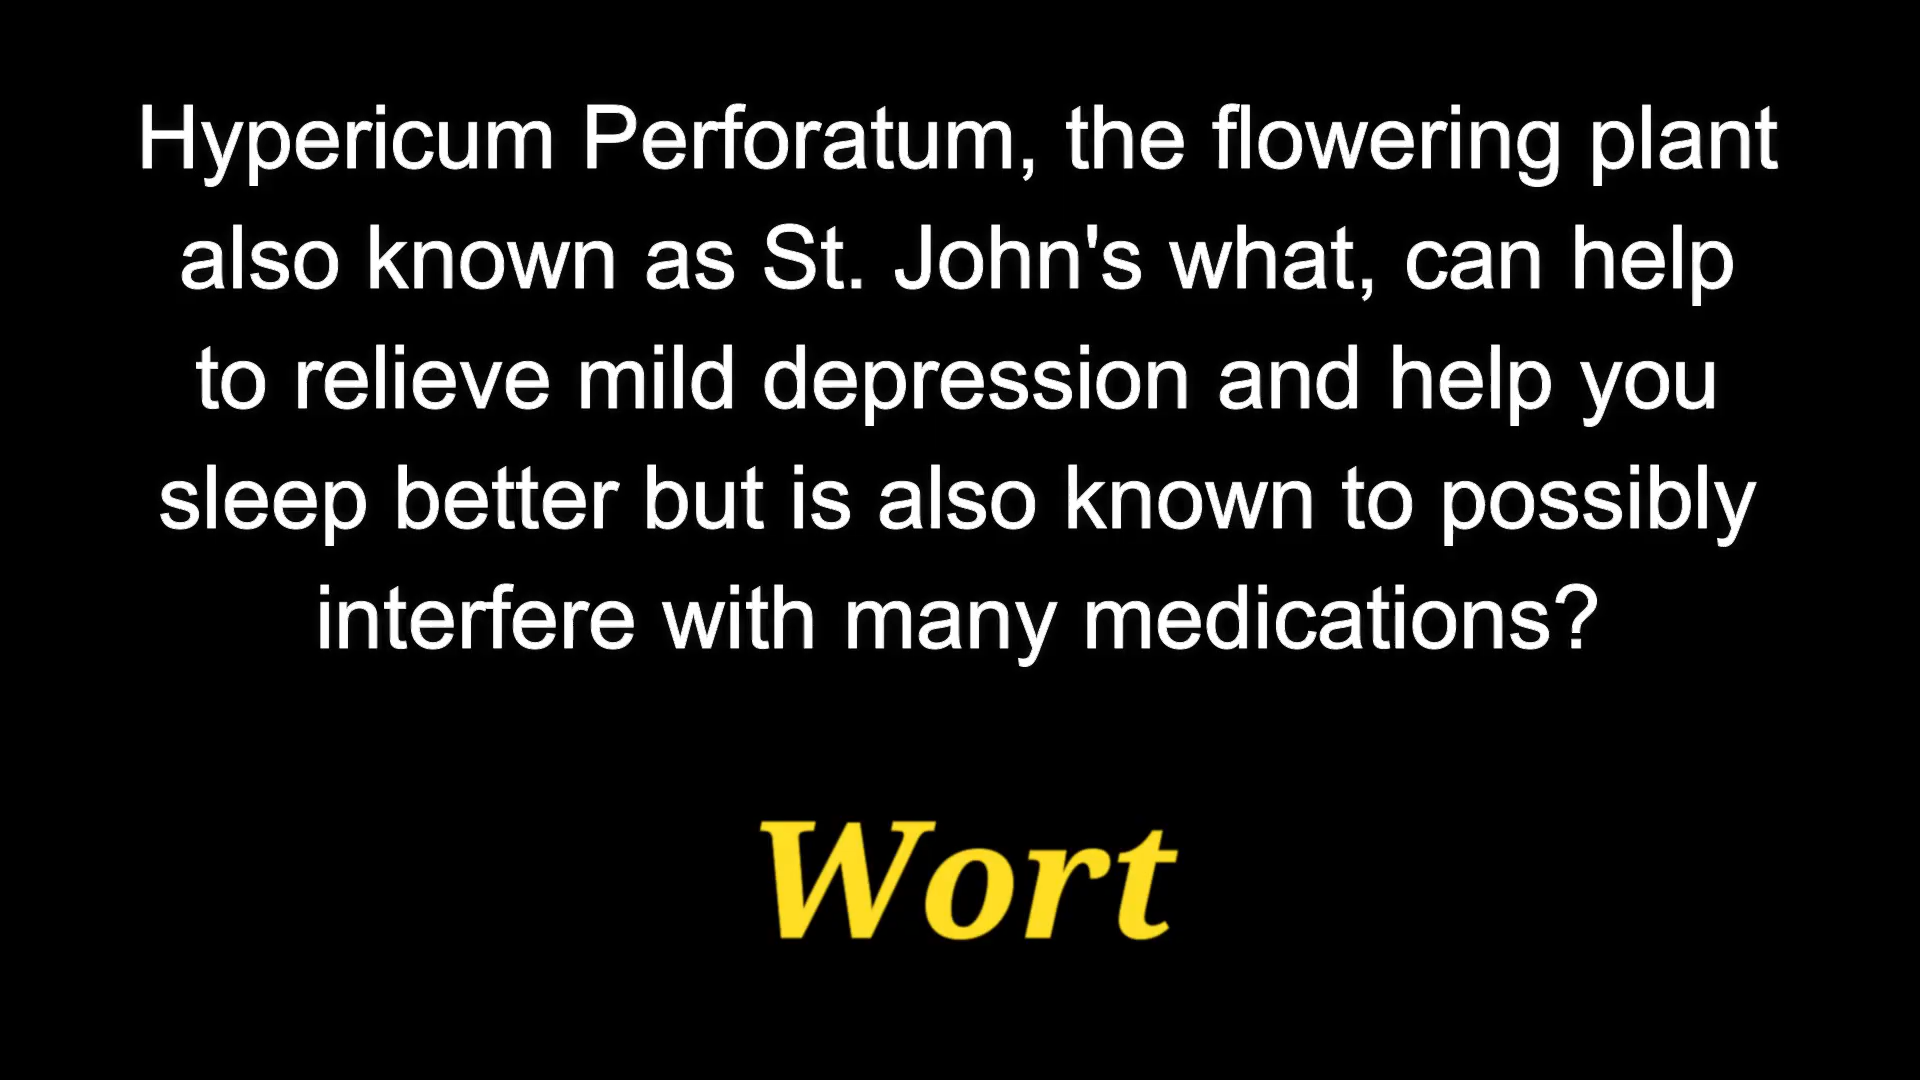 Hypericum Perforatum, the flowering plant
also known as St. John's what, can help
to relieve mild depression and help you
sleep better but is also known to possibly
interfere with many medications?
Wort